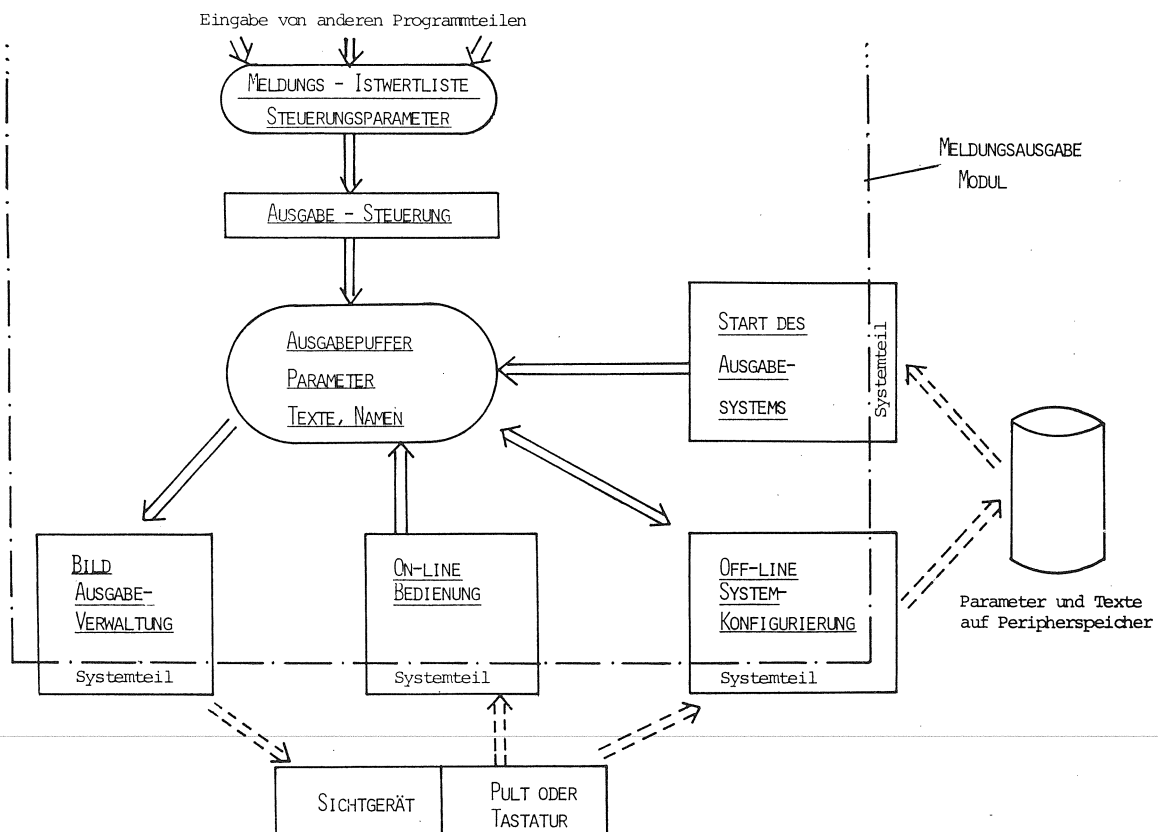 Eingabe von anderen Programmteilen
MELDUNGS - ISTWERTLISTE
STEUERUNGSPARAMETER
MELDUNGSAUSGABE
MODUL
AUSGABE - STEUERUNG
AUSGABEPUFFER
PARAMETER
TEXTE, NAMEN
START DES
AUSGABE-
SYSTEMS
Systemteil
BILD
AUSGABE-
VERWALTUNG
Systemteil
ON-LINE
BEDIENUNG
Systemteil
OFF-LINE
SYSTEM-
KONFIGURIERUNG
Systemteil
Parameter und Texte
auf Peripherspeicher
SICHTGERÄT
PULT ODER
TASTATUR